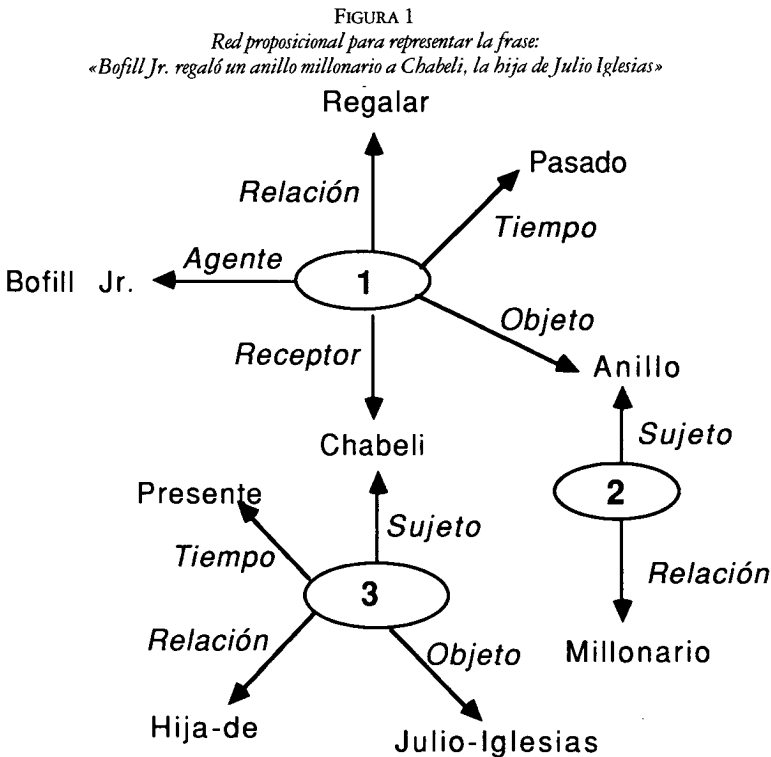 FIGURA 1
Red proposicional para representar la frase:
«Bofill Jr. regaló un anillo millonario a Chabeli, la hija de Julio Iglesias»
Regalar
Pasado
Relación
Tiempo
Agente
Bofill Jr.
1
Objeto
Receptor
Anillo
Chabeli
Sujeto
Presente
2
Sujeto
Tiempo
Relación
3
Relación
Objeto
Millonario
Hija-de
Julio-Iglesias